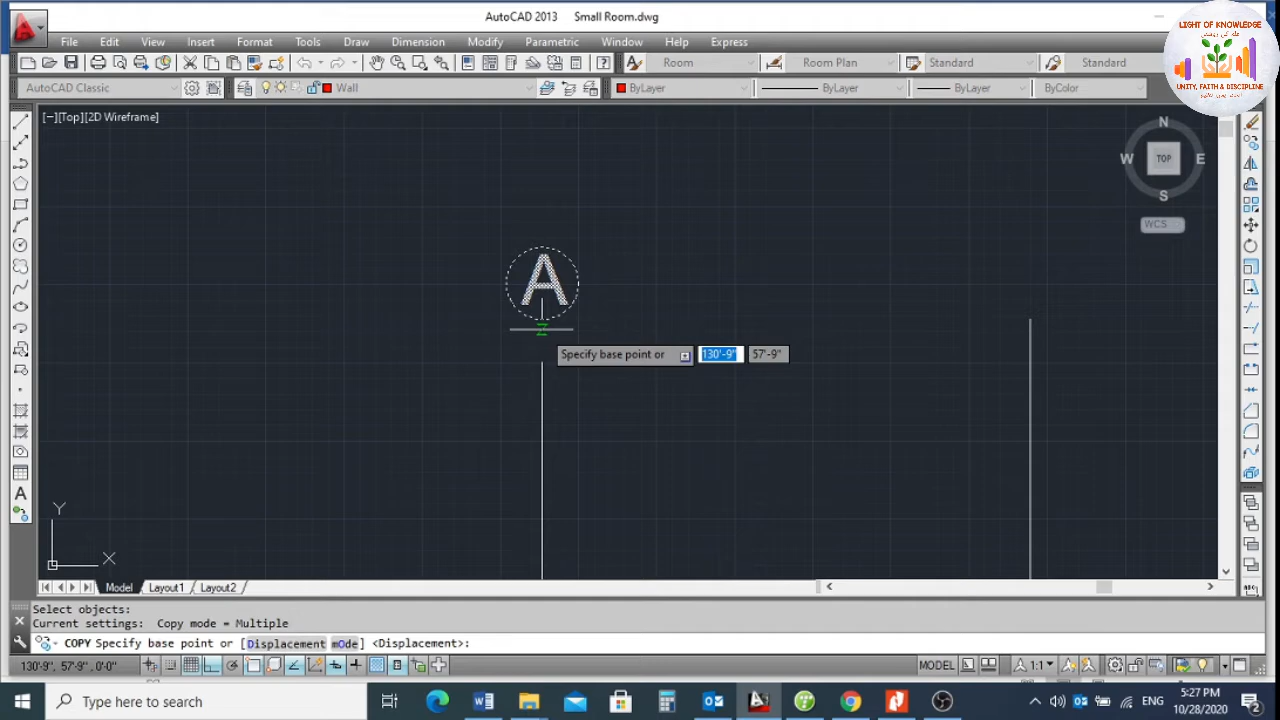 AutoCAD 2013 Small Room.dwg
LIGHT OF KNOWLEDGE
علم کی روشنی
UNITY, FAITH & DISCIPLINE
File Edit View Insert Format Tools Draw Dimension Modify Parametric Window Help Express
Room Room Plan Standard Standard
AutoCAD Classic Wall ByLayer ByLayer ByLayer ByColor
[−][Top][2D Wireframe]
N
W TOP E
S
WCS
A
Specify base point or 130'-9" 57'-9"
Y
X
Model Layout1 Layout2
Select objects:
Current settings: Copy mode = Multiple
COPY Specify base point or [Displacement mOde] <Displacement>:
130'-9", 57'-9" , 0'-0" MODEL 1:1
Type here to search
ENG
5:27 PM
10/28/2020
2